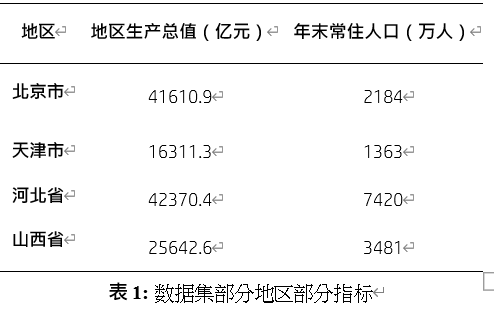 地区 地区生产总值（亿元） 年末常住人口（万人）
北京市 41610.9 2184
天津市 16311.3 1363
河北省 42370.4 7420
山西省 25642.6 3481
表 1: 数据集部分地区部分指标